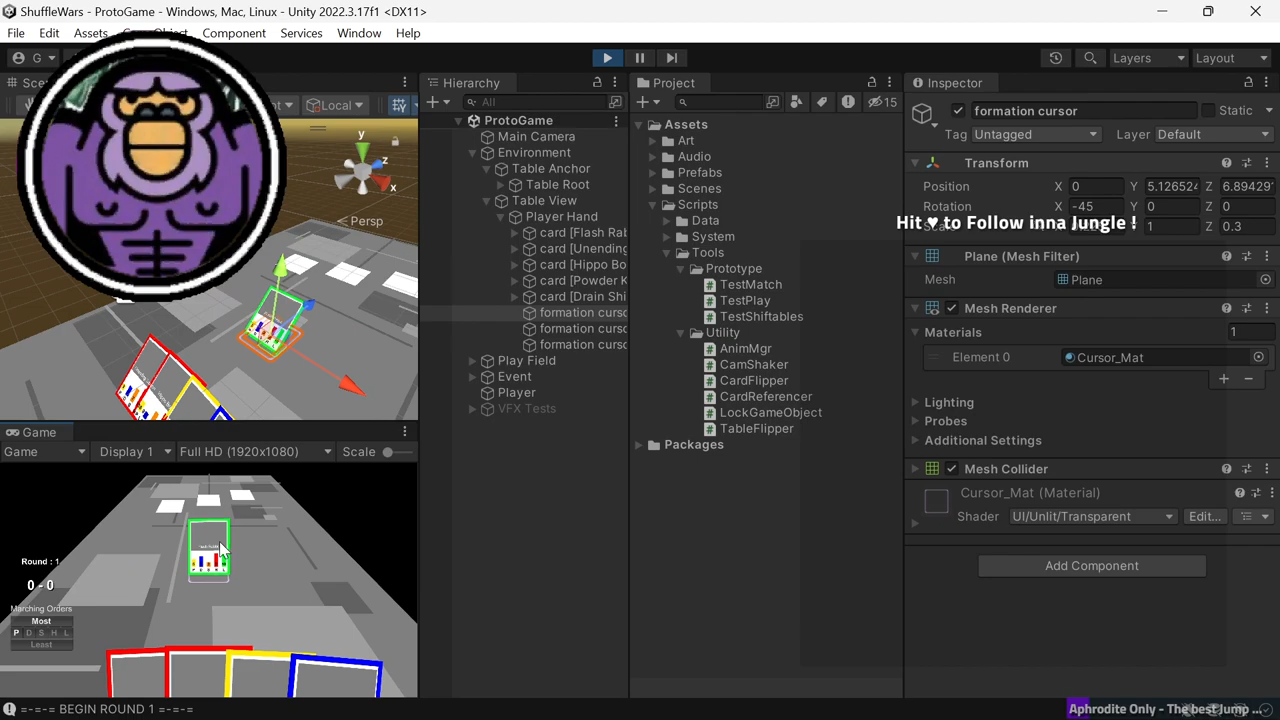 ShuffleWars - ProtoGame - Windows, Mac, Linux - Unity 2022.3.17f1 <DX11>
File Edit Assets Component Services Window Help
G Layers Layout
Hierarchy Project Inspector
Local All 15
formation cursor Static
Tag Untagged Layer Default
Transform
Position X 0 Y 5.126524 Z 6.894297
Rotation X -45 Y 0 Z 0
Y 1 Z 0.3
Hit ♥ to Follow inna Jungle !
Plane (Mesh Filter)
Mesh Plane
Mesh Renderer
Materials 1
Element 0 Cursor_Mat
Lighting
Probes
Additional Settings
Mesh Collider
Cursor_Mat (Material)
Shader UI/Unlit/Transparent Edit...
Add Component
ProtoGame
Main Camera
Environment
Table Anchor
Table Root
Table View
Player Hand
card [Flash Rab
card [Unending
card [Hippo Bo
card [Powder K
card [Drain Shi
formation curso
formation curso
formation curso
Play Field
Event
Player
VFX Tests
Assets
Art
Audio
Prefabs
Scenes
Scripts
Data
System
Tools
Prototype
TestMatch
TestPlay
TestShiftables
Utility
AnimMgr
CamShaker
CardFlipper
CardReferencer
LockGameObject
TableFlipper
Packages
y
z
x
Persp
Game
Game Display 1 Full HD (1920x1080) Scale
Round : 1
0 - 0
Marching Orders
Most
P D S H L
Least
=-=-= BEGIN ROUND 1 =-=-=
Aphrodite Only - The best Jump ...